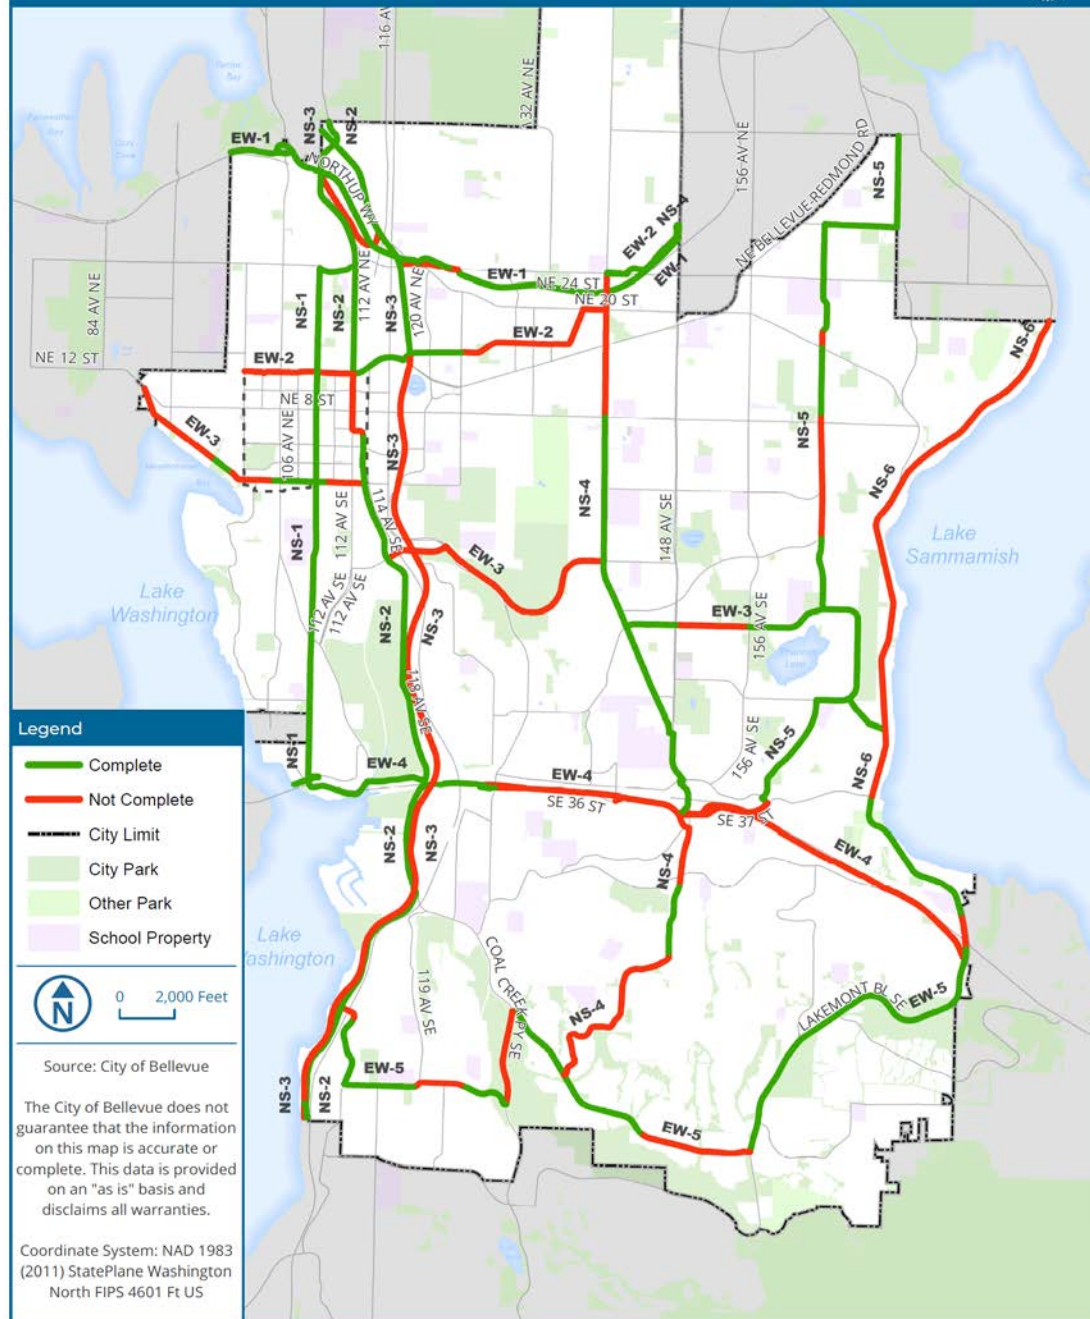 116 AV
132 AV NE
NS-3
NS-2
EW-1
NORTHUP WY
156 AV NE
NE BELLEVUE-REDMOND RD
NS-5
EW-2
NS-4
EW-1
EW-1
NE 24 ST
NE 20 ST
84 AV NE
NS-1
NS-2
112 AV NE
NS-3
120 AV NE
EW-2
NS-6
NE 12 ST
EW-2
NE 8 ST
106 AV NE
EW-3
NS-3
NS-5
NS-6
NS-4
148 AV SE
NS-1
112 AV SE
114 AV SE
Lake
Sammamish
EW-3
Lake
Washington
112 AV SE
112 AV SE
NS-2
NS-3
EW-3
156 AV SE
118 AV SE
Legend
Complete
Not Complete
City Limit
City Park
Other Park
School Property
N
0 2,000 Feet
NS-1
EW-4
EW-4
SE 36 ST
156 AV SE
NS-5
NS-6
SE 37 ST
NS-2
NS-3
NS-4
EW-4
Lake
ashington
COAL CREEK PY SE
119 AV SE
NS-4
LAKEMONT BL SE
EW-5
EW-5
NS-3
NS-2
EW-5
Source: City of Bellevue
The City of Bellevue does not
guarantee that the information
on this map is accurate or
complete. This data is provided
on an "as is" basis and
disclaims all warranties.
Coordinate System: NAD 1983
(2011) StatePlane Washington
North FIPS 4601 Ft US